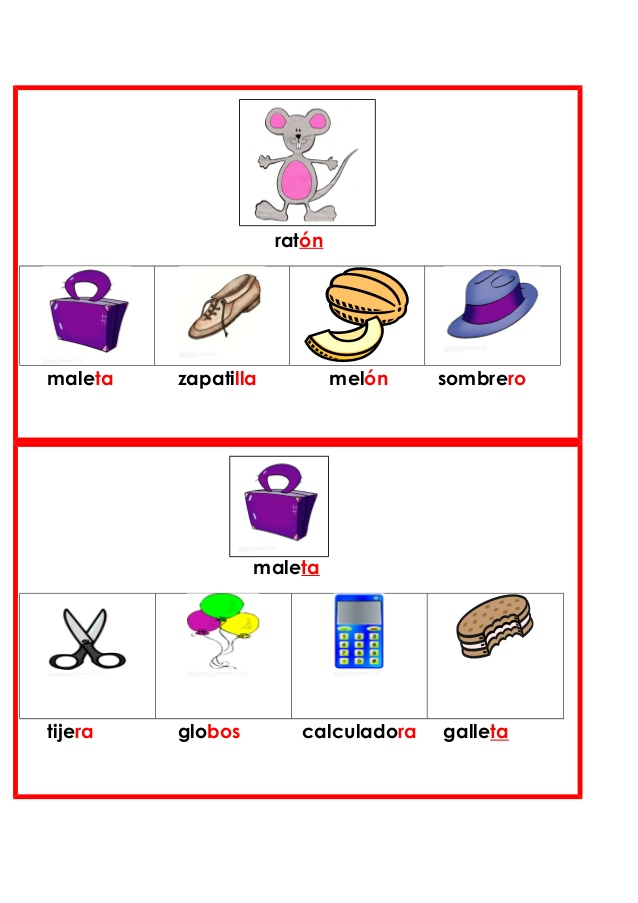 ratón
maleta zapatilla melón sombrero
maleta
tijera globos calculadora galleta